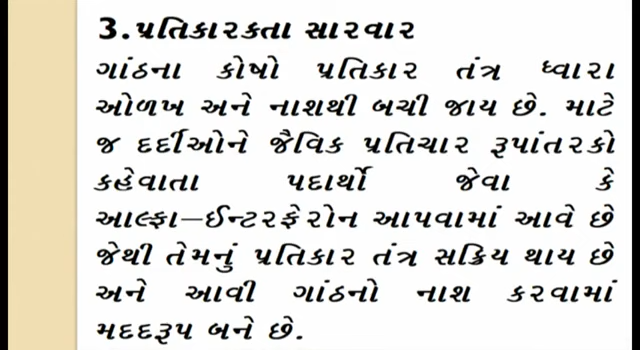 3.પ્રતિકારકતા સારવાર
ગાંઠના કોષો પ્રતિકાર તંત્ર ધ્વારા
ઓળખ અને નાશથી બચી જાય છે. માટે
જ દર્દીઓને જૈવિક પ્રતિચાર રૂપાંતરકો
કહેવાતા પદાર્થો જેવા કે
આલ્ફા–ઈન્ટરફેરોન આપવામાં આવે છે
જેથી તેમનું પ્રતિકાર તંત્ર સક્રિય થાય છે
અને આવી ગાંઠનો નાશ કરવામાં
મદદરૂપ બને છે.